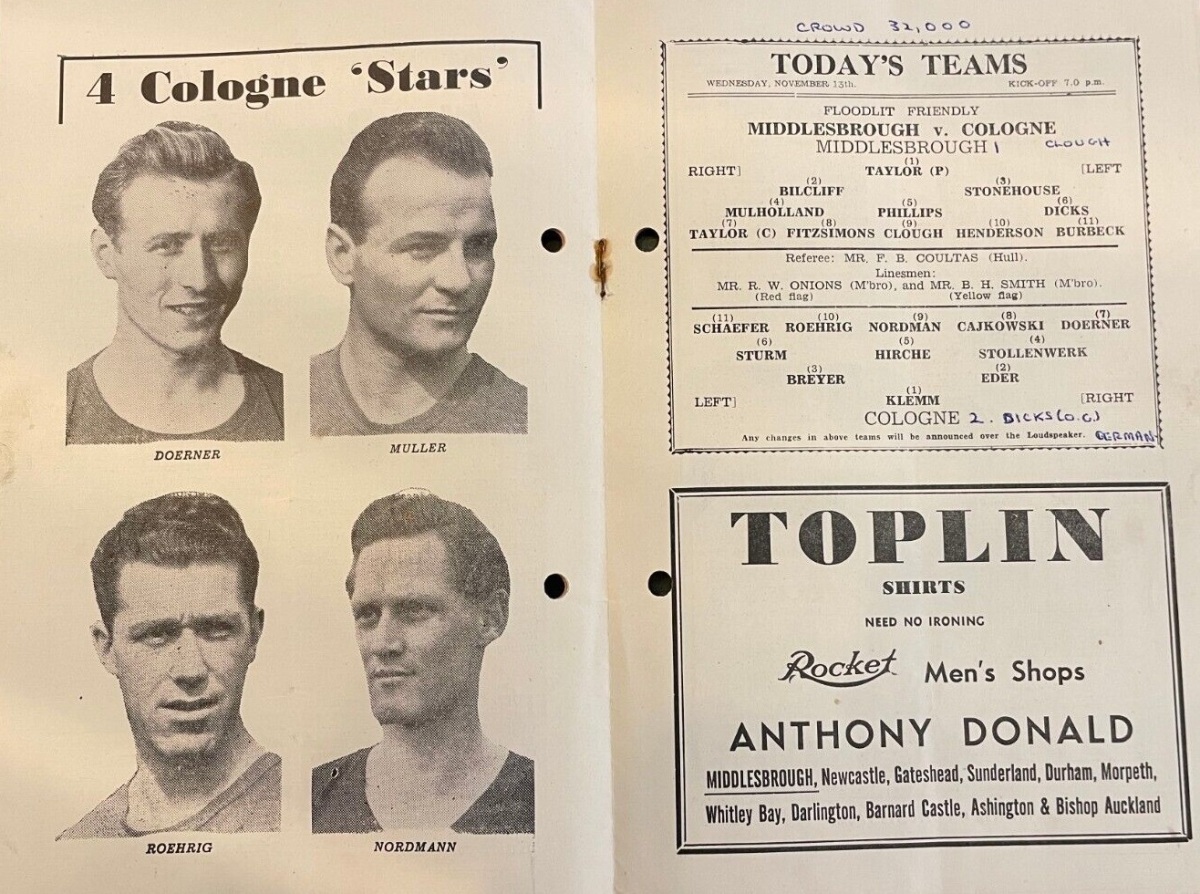 4 Cologne 'Stars'
DOERNER
MULLER
ROEHRIG
NORDMANN
CROWD 32,000
TODAY'S TEAMS
WEDNESDAY, NOVEMBER 13th. KICK-OFF 7.0 p.m.
FLOODLIT FRIENDLY
MIDDLESBROUGH v. COLOGNE
MIDDLESBROUGH 1 CLOUGH
(1)
RIGHT] TAYLOR (P) [LEFT
(2) (3)
BILCLIFF STONEHOUSE
(4) (5) (6)
MULHOLLAND PHILLIPS DICKS
(7) (8) (9) (10) (11)
TAYLOR (C) FITZSIMONS CLOUGH HENDERSON BURBECK
Referee: MR. F. B. COULTAS (Hull).
Linesmen:
MR. R. W. ONIONS (M'bro), and MR. B. H. SMITH (M'bro).
(Red flag) (Yellow flag)
(11) (10) (9) (8) (7)
SCHAEFER ROEHRIG NORDMAN CAJKOWSKI DOERNER
(6) (5) (4)
STURM HIRCHE STOLLENWERK
(3) (2)
BREYER EDER
(1)
LEFT] KLEMM [RIGHT
COLOGNE 2. DICKS (O.G.)
Any changes in above teams will be announced over the Loudspeaker. GERMAN
TOPLIN
SHIRTS
NEED NO IRONING
Rocket Men's Shops
ANTHONY DONALD
MIDDLESBROUGH, Newcastle, Gateshead, Sunderland, Durham, Morpeth,
Whitley Bay, Darlington, Barnard Castle, Ashington & Bishop Auckland